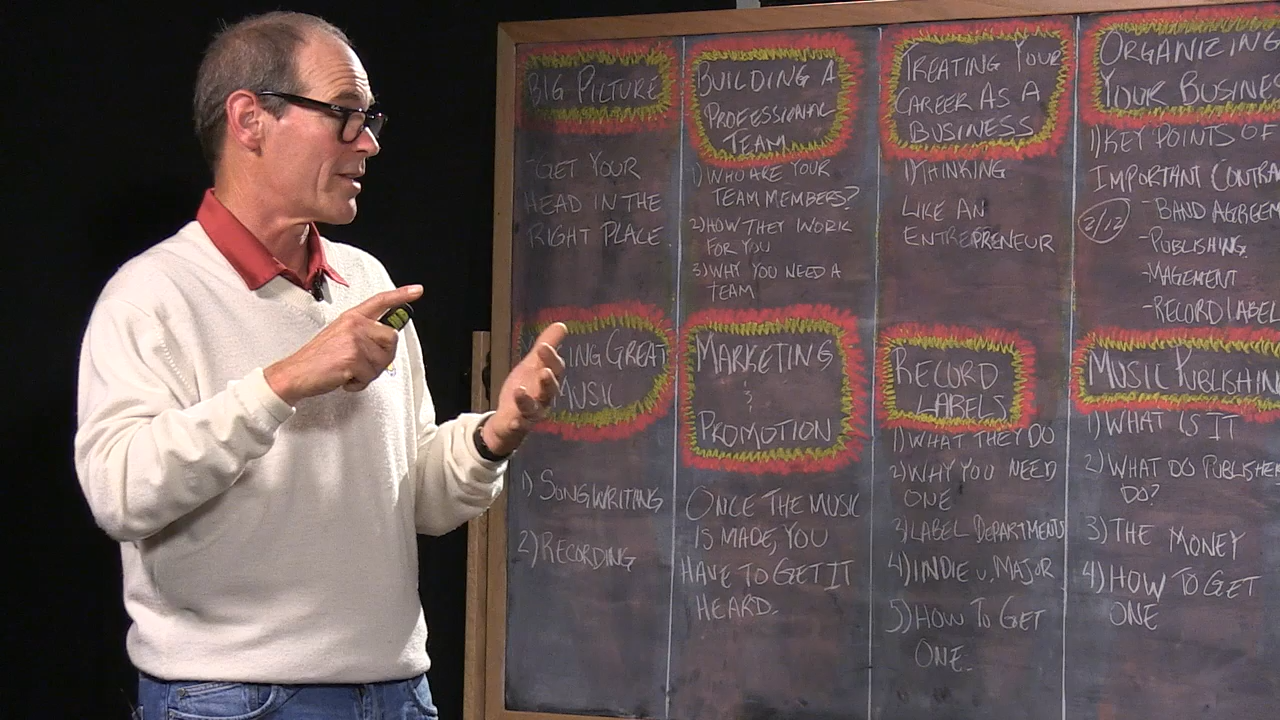 BIG PICTURE
-GET YOUR
HEAD IN THE
RIGHT PLACE.
BUILDING A
PROFESSIONAL
TEAM
1) WHO ARE YOUR
TEAM MEMBERS?
2) HOW THEY WORK
FOR YOU
3) WHY YOU NEED A
TEAM
TREATING YOUR
CAREER AS A
BUSINESS
1) THINKING
LIKE AN
ENTREPRENEUR
ORGANIZING
YOUR BUSINES
1) KEY POINTS OF
IMPORTANT CONTRA
2/12
-BAND AGREEM
-PUBLISHING
-MAGEMENT
-RECORD LABEL
GREAT
MUSIC
1) SONGWRITING
2) RECORDING
MARKETING
&
PROMOTION
ONCE THE MUSIC
IS MADE, YOU
HAVE TO GET IT
HEARD.
RECORD
LABELS
1) WHAT THEY DO
2) WHY YOU NEED
ONE
3) LABEL DEPARTMENTS
4) INDIE v. MAJOR
5) HOW TO GET
ONE.
MUSIC PUBLISHIN
1) WHAT IS IT
2) WHAT DO PUBLISHER
DO?
3) THE MONEY
4) HOW TO GET
ONE